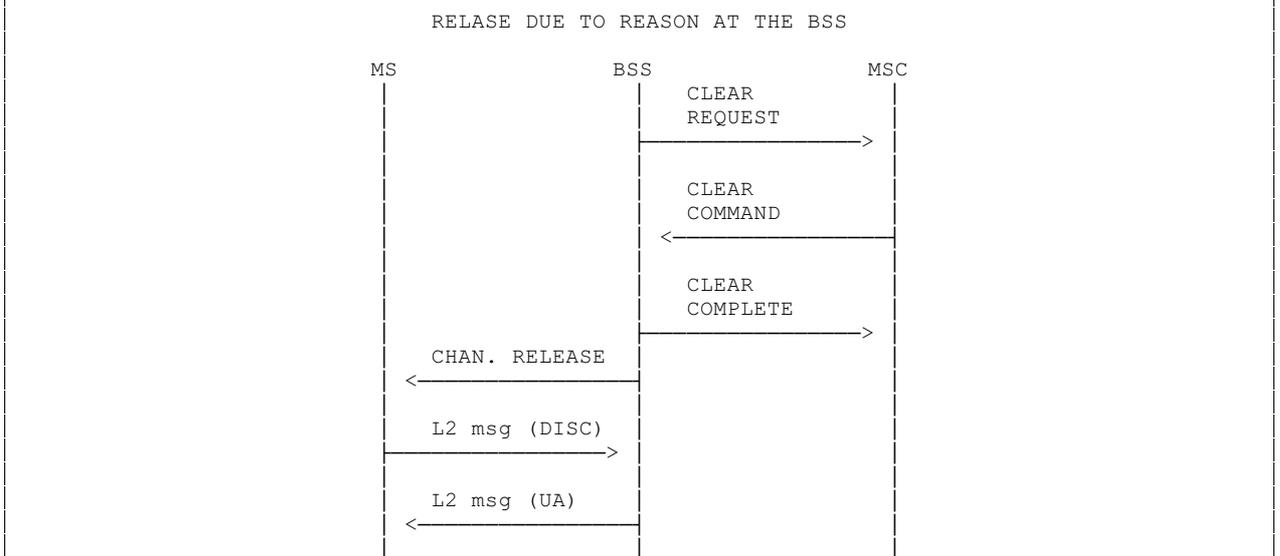 RELASE DUE TO REASON AT THE BSS
MS BSS MSC
CLEAR
REQUEST
CLEAR
COMMAND
CLEAR
COMPLETE
CHAN. RELEASE
L2 msg (DISC)
L2 msg (UA)